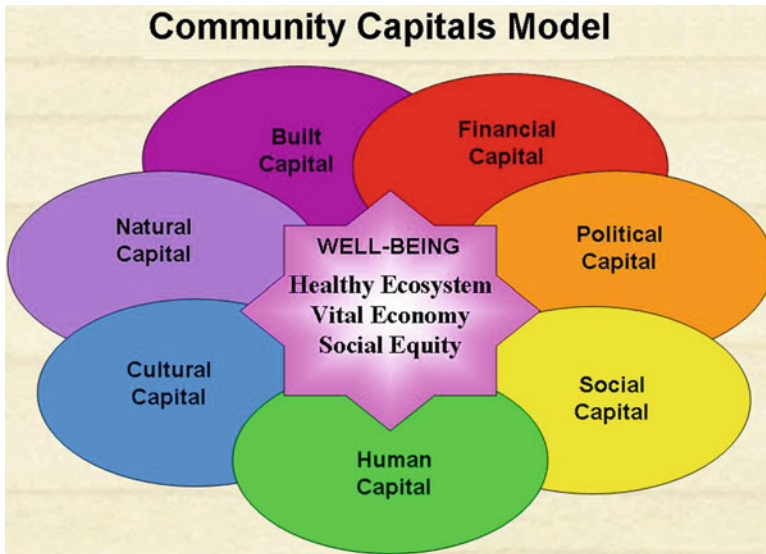 Community Capitals Model
Built
Capital
Financial
Capital
Natural
Capital
Political
Capital
WELL-BEING
Healthy Ecosystem
Vital Economy
Social Equity
Cultural
Capital
Social
Capital
Human
Capital